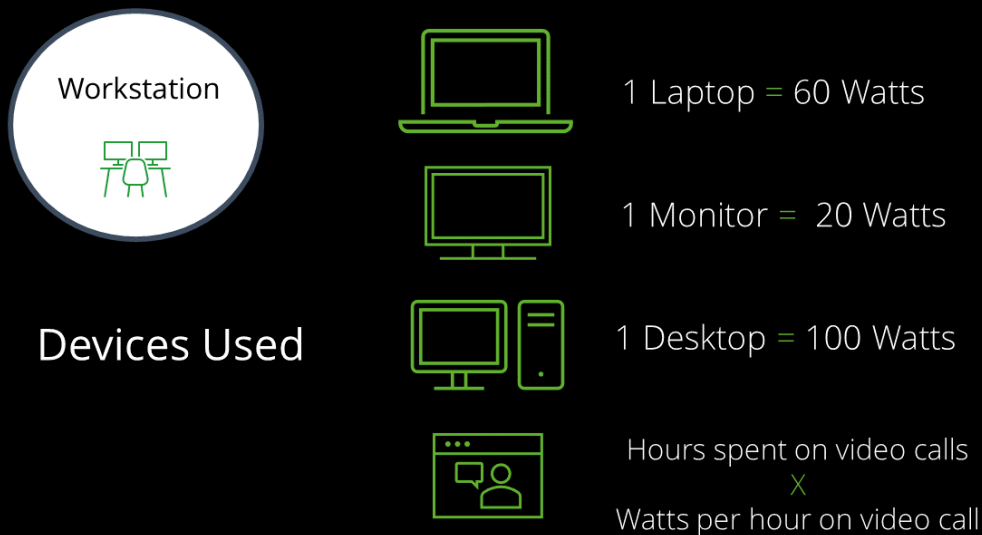 Workstation
1 Laptop = 60 Watts
1 Monitor = 20 Watts
Devices Used
1 Desktop = 100 Watts
Hours spent on video calls
X
Watts per hour on video call